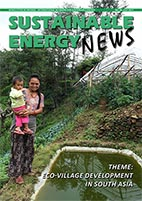 SUSTAINABLE
ENERGY NEWS
THEME:
ECO-VILLAGE DEVELOPMENT
IN SOUTH ASIA